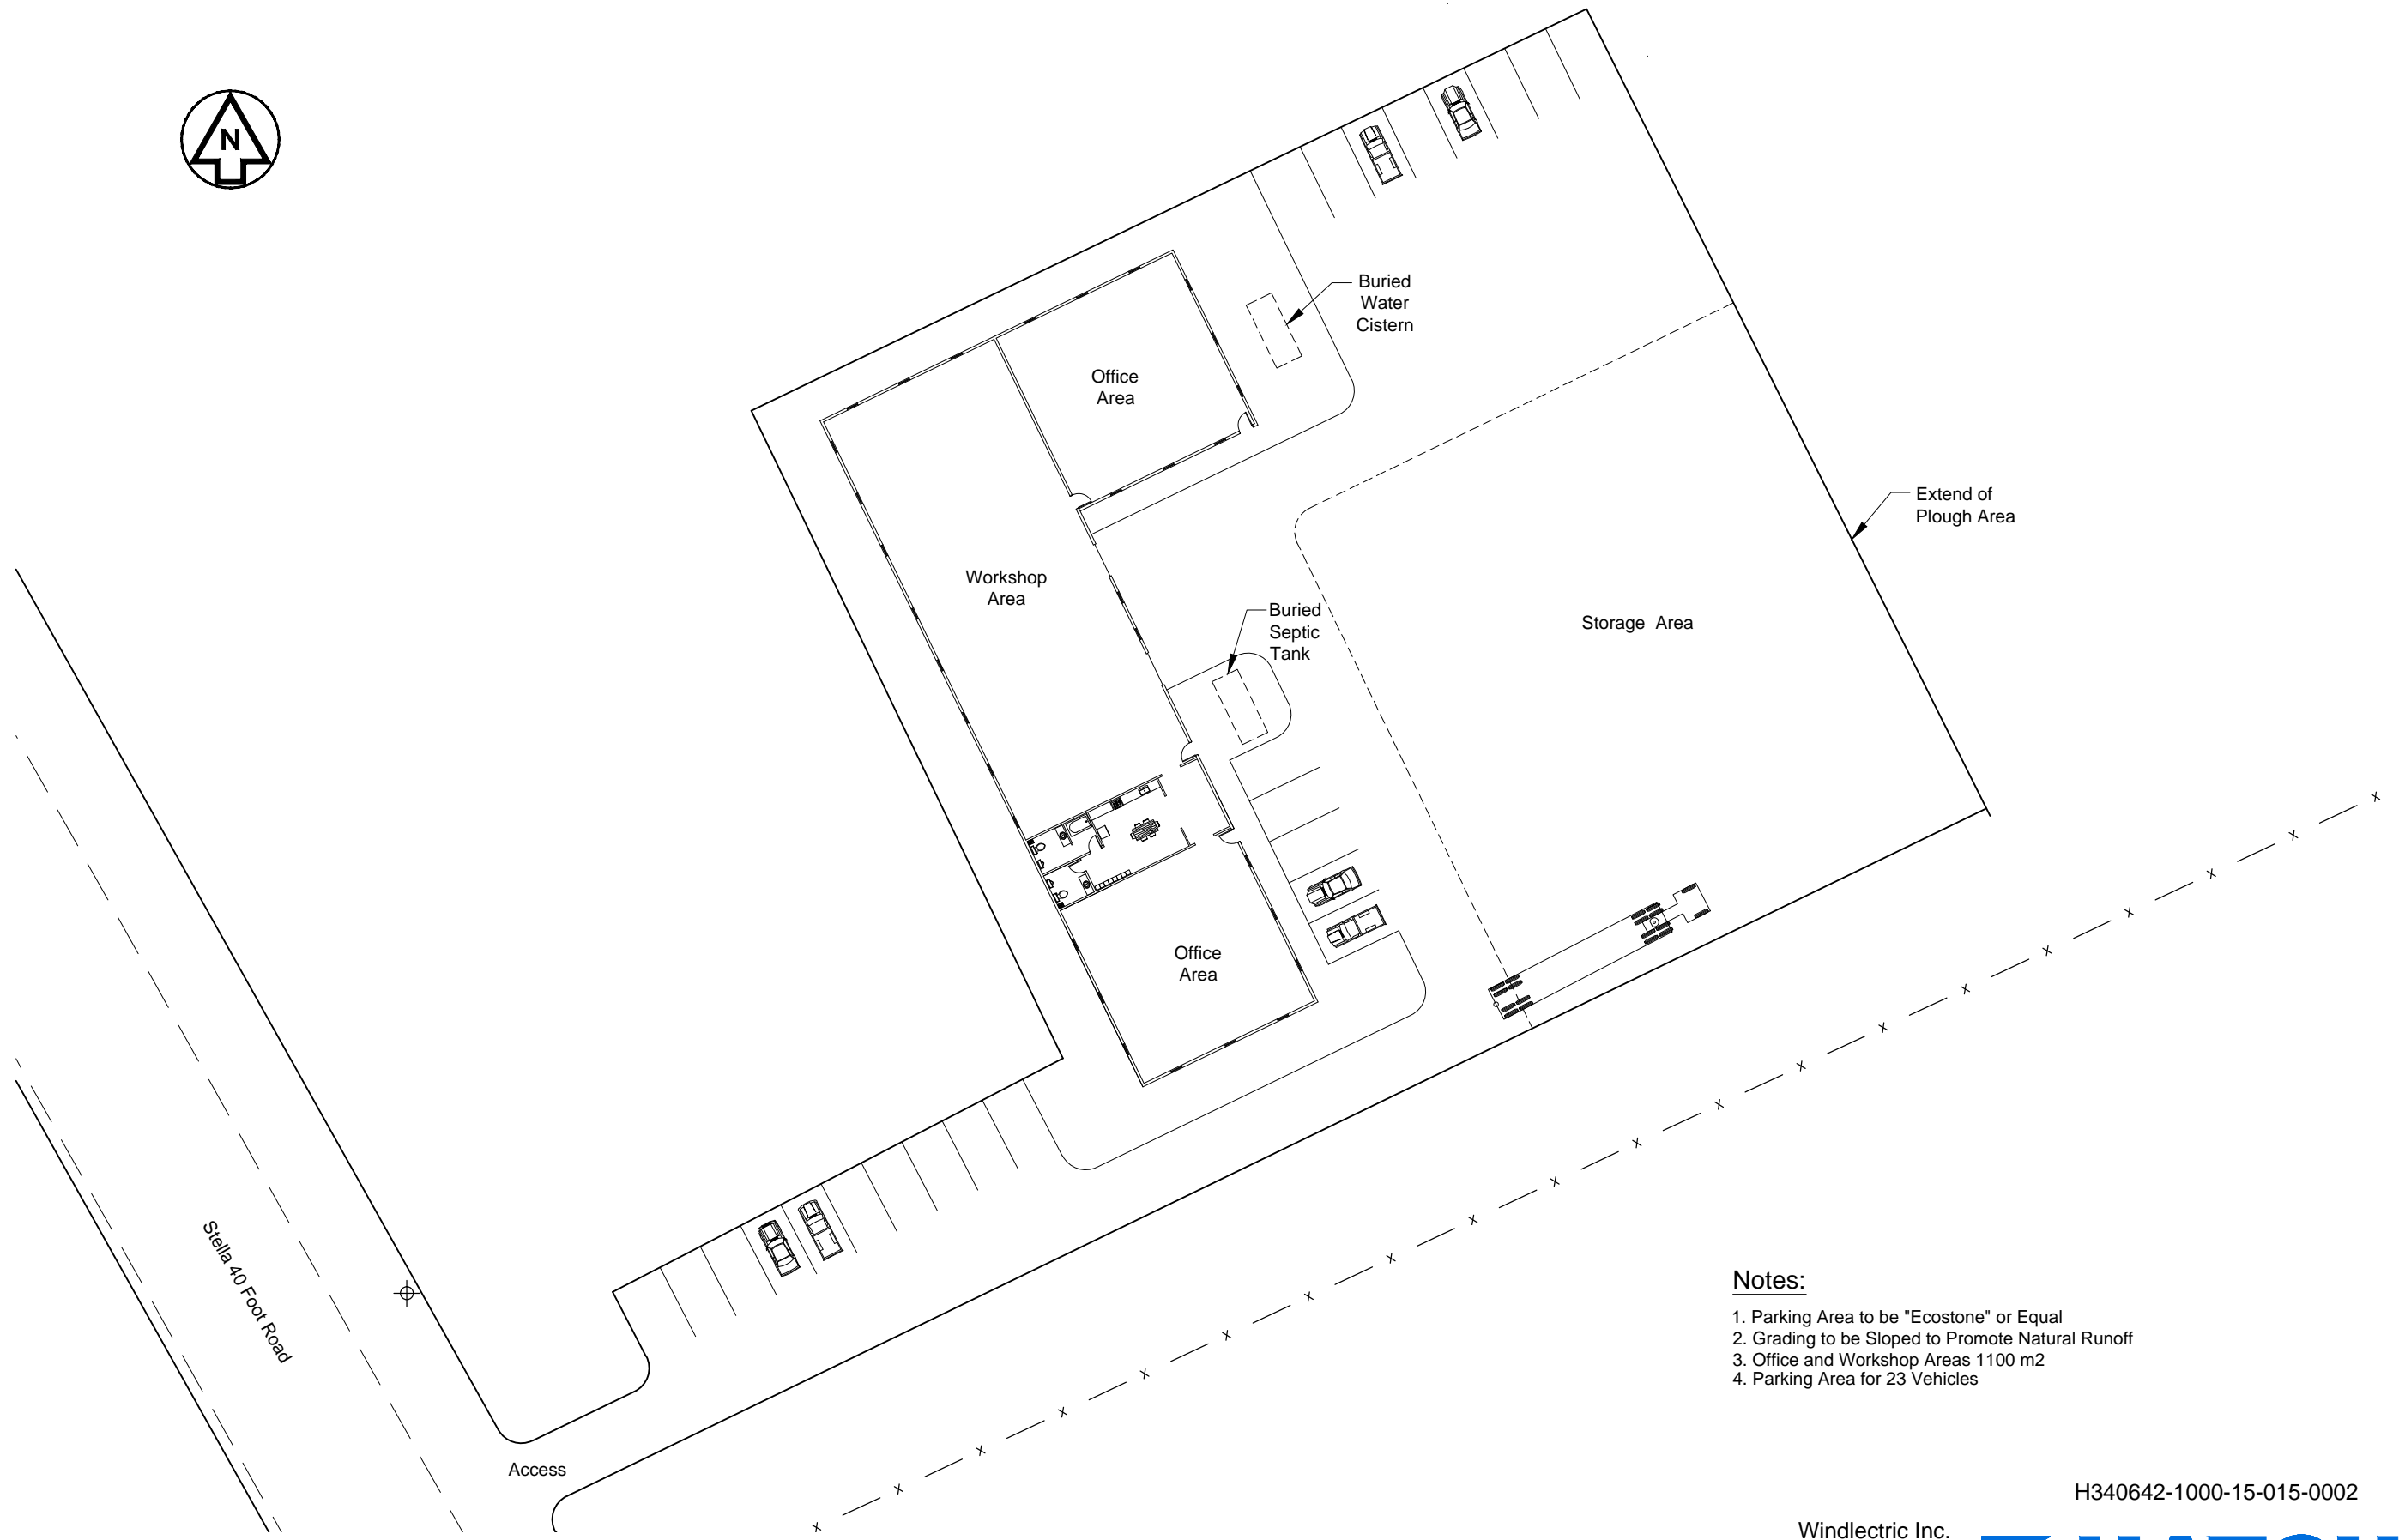 N
Buried
Water
Cistern
Office
Area
Extend of
Plough Area
Workshop
Area
Buried
Septic
Tank
Storage Area
Office
Area
Stella 40 Foot Road
Notes:
1. Parking Area to be "Ecostone" or Equal
2. Grading to be Sloped to Promote Natural Runoff
3. Office and Workshop Areas 1100 m2
4. Parking Area for 23 Vehicles
Access
H340642-1000-15-015-0002
Windlectric Inc.